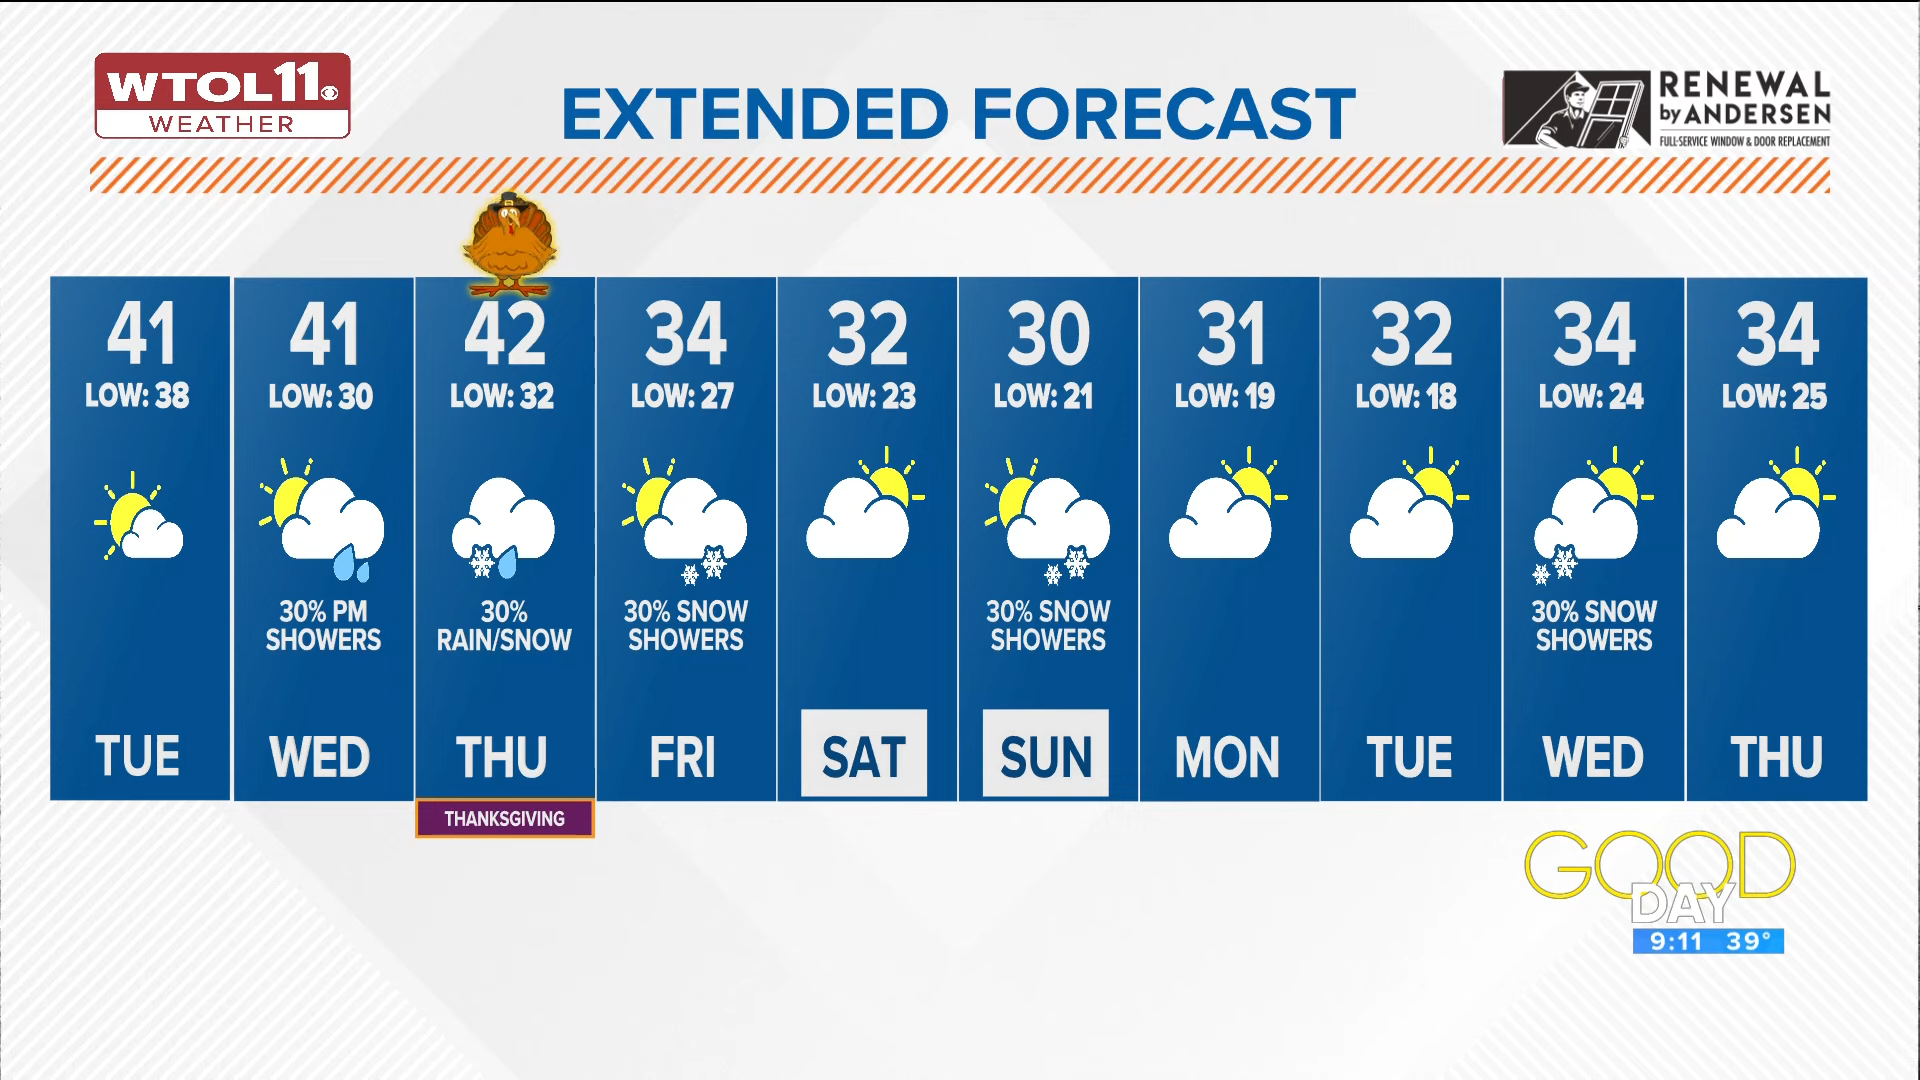 WTOL11
WEATHER
EXTENDED FORECAST
RENEWAL
by ANDERSEN
FULL-SERVICE WINDOW & DOOR REPLACEMENT
41
LOW: 38
TUE
41
LOW: 30
30% PM
SHOWERS
WED
42
LOW: 32
30%
RAIN/SNOW
THU
THANKSGIVING
34
LOW: 27
30% SNOW
SHOWERS
FRI
32
LOW: 23
SAT
30
LOW: 21
30% SNOW
SHOWERS
SUN
31
LOW: 19
MON
32
LOW: 18
TUE
34
LOW: 24
30% SNOW
SHOWERS
WED
34
LOW: 25
THU
GOOD
DAY
9:11 39°